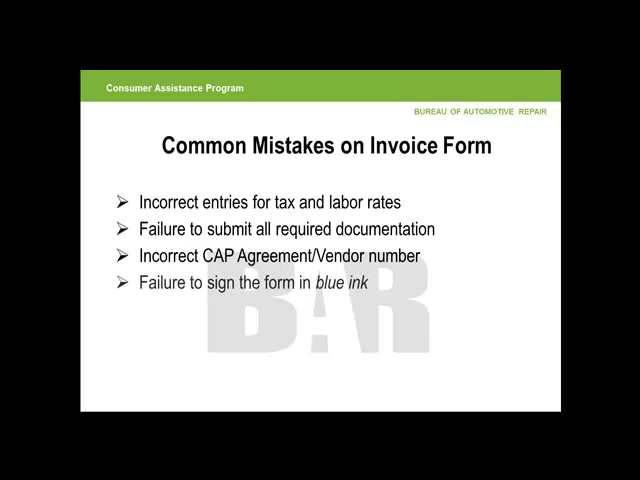 Consumer Assistance Program
BUREAU OF AUTOMOTIVE REPAIR
Common Mistakes on Invoice Form
➢ Incorrect entries for tax and labor rates
➢ Failure to submit all required documentation
➢ Incorrect CAP Agreement/Vendor number
➢ Failure to sign the form in blue ink
BAR